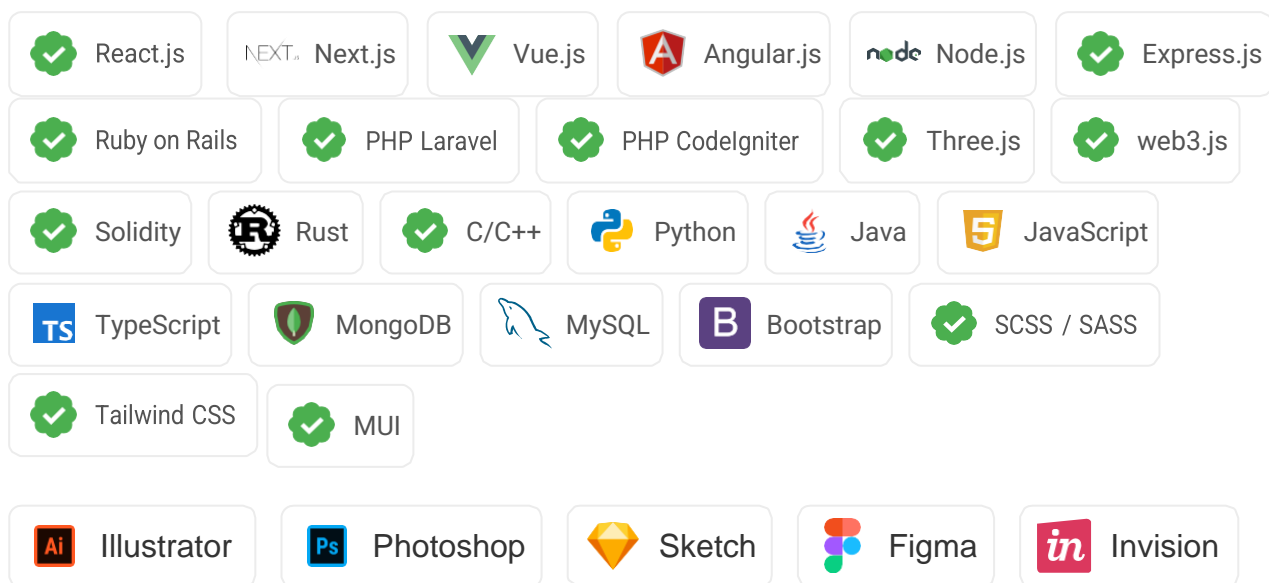 React.js NEXT.js Next.js Vue.js Angular.js node Node.js Express.js
Ruby on Rails PHP Laravel PHP CodeIgniter Three.js web3.js
Solidity R Rust C/C++ Python Java 5 JavaScript
TS TypeScript MongoDB MySQL B Bootstrap SCSS / SASS
Tailwind CSS MUI
Ai Illustrator Ps Photoshop Sketch Figma in Invision